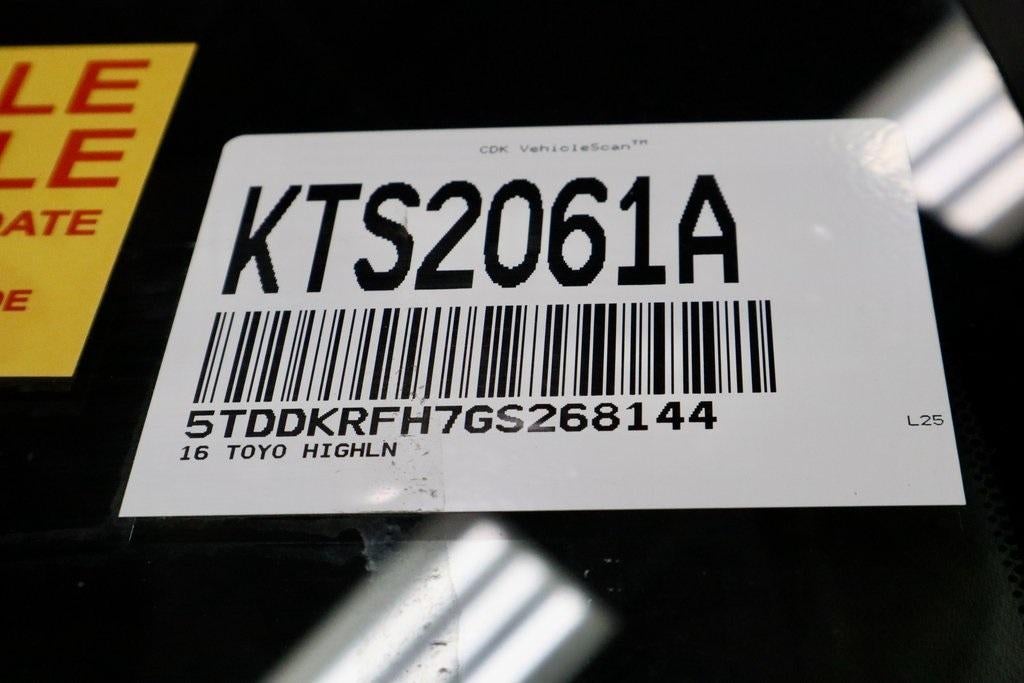 LE
LE
DATE
DE
CDK VehicleScan™
KTS2061A
5TDDKRFH7GS268144
16 TOYO HIGHLN
L25